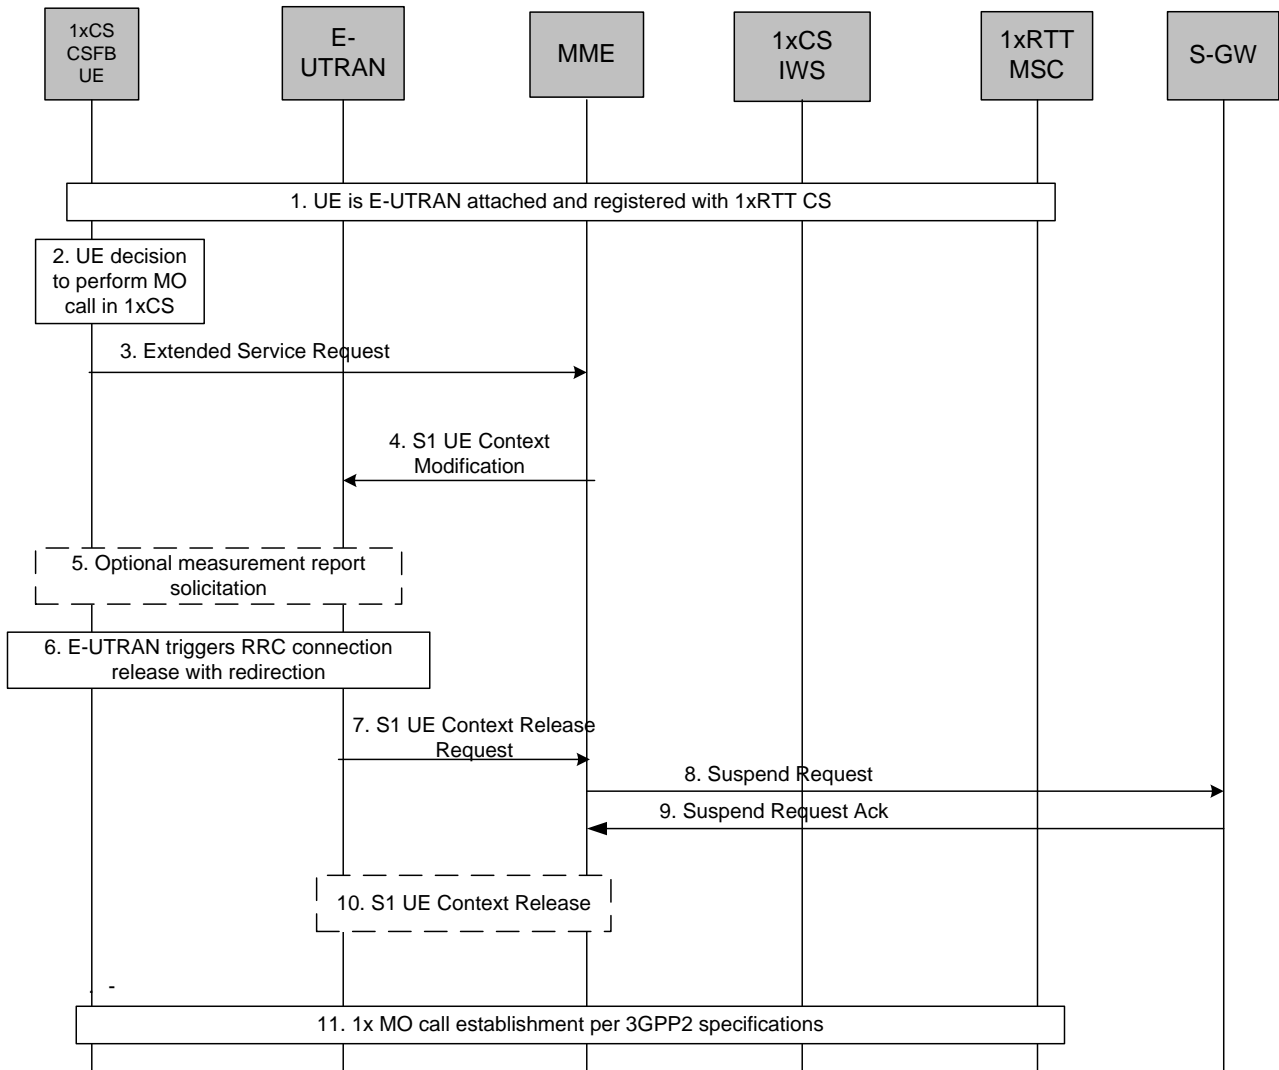 1xCS
CSFB
UE
E-
UTRAN
MME
1xCS
IWS
1xRTT
MSC
S-GW
1. UE is E-UTRAN attached and registered with 1xRTT CS
2. UE decision
to perform MO
call in 1xCS
3. Extended Service Request
4. S1 UE Context
Modification
5. Optional measurement report
solicitation
6. E-UTRAN triggers RRC connection
release with redirection
7. S1 UE Context Release
Request
8. Suspend Request
9. Suspend Request Ack
10. S1 UE Context Release
. -
11. 1x MO call establishment per 3GPP2 specifications